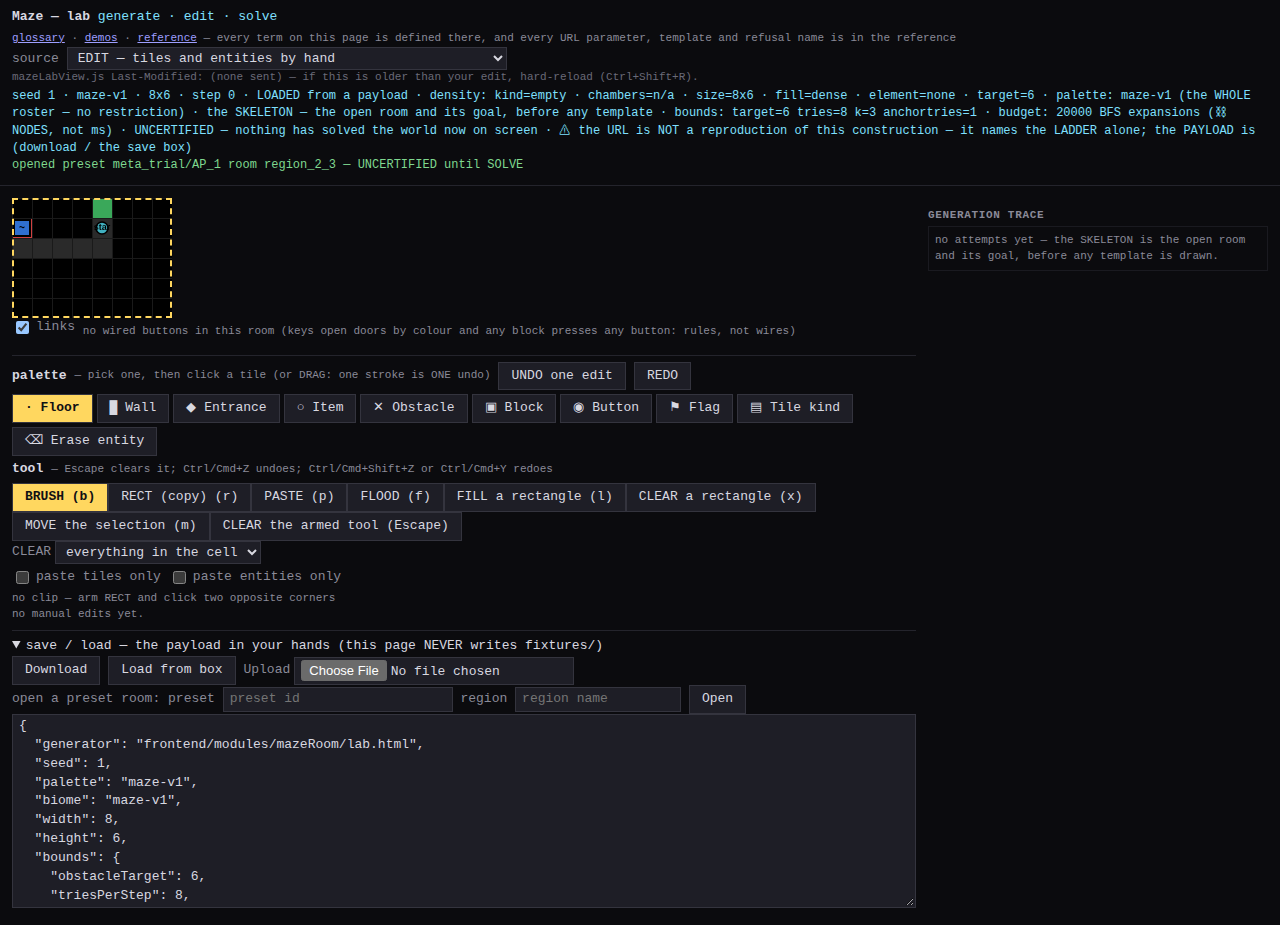 Maze — lab generate · edit · solve
glossary · demos · reference — every term on this page is defined there, and every URL parameter, template and refusal name is in the reference
source EDIT — tiles and entities by hand
mazeLabView.js Last-Modified: (none sent) — if this is older than your edit, hard-reload (Ctrl+Shift+R).
seed 1 · maze-v1 · 8x6 · step 0 · LOADED from a payload · density: kind=empty · chambers=n/a · size=8x6 · fill=dense · element=none · target=6 · palette: maze-v1 (the WHOLE
roster — no restriction) · the SKELETON — the open room and its goal, before any template · bounds: target=6 tries=8 k=3 anchortries=1 · budget: 20000 BFS expansions (⛓
NODES, not ms) · UNCERTIFIED — nothing has solved the world now on screen · ⚠ the URL is NOT a reproduction of this construction — it names the LADDER alone; the PAYLOAD is
(download / the save box)
opened preset meta_trial/AP_1 room region_2_3 — UNCERTIFIED until SOLVE
GENERATION TRACE
no attempts yet — the SKELETON is the open room
and its goal, before any template is drawn.
~
links no wired buttons in this room (keys open doors by colour and any block presses any button: rules, not wires)
palette — pick one, then click a tile (or DRAG: one stroke is ONE undo) UNDO one edit REDO
· Floor █ Wall ◆ Entrance ○ Item ✕ Obstacle ▣ Block ◉ Button ⚑ Flag ▤ Tile kind
⌫ Erase entity
tool — Escape clears it; Ctrl/Cmd+Z undoes; Ctrl/Cmd+Shift+Z or Ctrl/Cmd+Y redoes
BRUSH (b) RECT (copy) (r) PASTE (p) FLOOD (f) FILL a rectangle (l) CLEAR a rectangle (x)
MOVE the selection (m) CLEAR the armed tool (Escape)
CLEAR everything in the cell
paste tiles only paste entities only
no clip — arm RECT and click two opposite corners
no manual edits yet.
▼ save / load — the payload in your hands (this page NEVER writes fixtures/)
Download Load from box Upload Choose File No file chosen
open a preset room: preset preset id region region name Open
{
"generator": "frontend/modules/mazeRoom/lab.html",
"seed": 1,
"palette": "maze-v1",
"biome": "maze-v1",
"width": 8,
"height": 6,
"bounds": {
"obstacleTarget": 6,
"triesPerStep": 8,